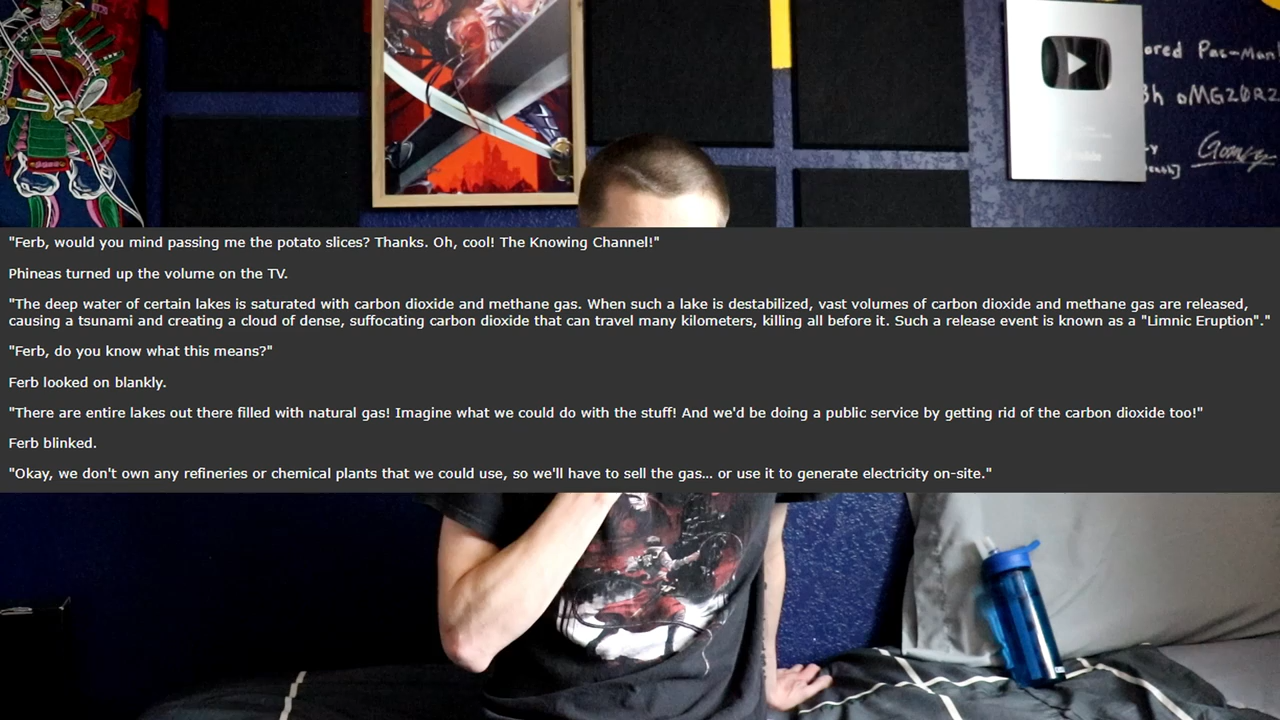 ored Pac-Man
3h oMG20R2
"Ferb, would you mind passing me the potato slices? Thanks. Oh, cool! The Knowing Channel!"
Phineas turned up the volume on the TV.
"The deep water of certain lakes is saturated with carbon dioxide and methane gas. When such a lake is destabilized, vast volumes of carbon dioxide and methane gas are released,
causing a tsunami and creating a cloud of dense, suffocating carbon dioxide that can travel many kilometers, killing all before it. Such a release event is known as a "Limnic Eruption"."
"Ferb, do you know what this means?"
Ferb looked on blankly.
"There are entire lakes out there filled with natural gas! Imagine what we could do with the stuff! And we'd be doing a public service by getting rid of the carbon dioxide too!"
Ferb blinked.
"Okay, we don't own any refineries or chemical plants that we could use, so we'll have to sell the gas... or use it to generate electricity on-site."